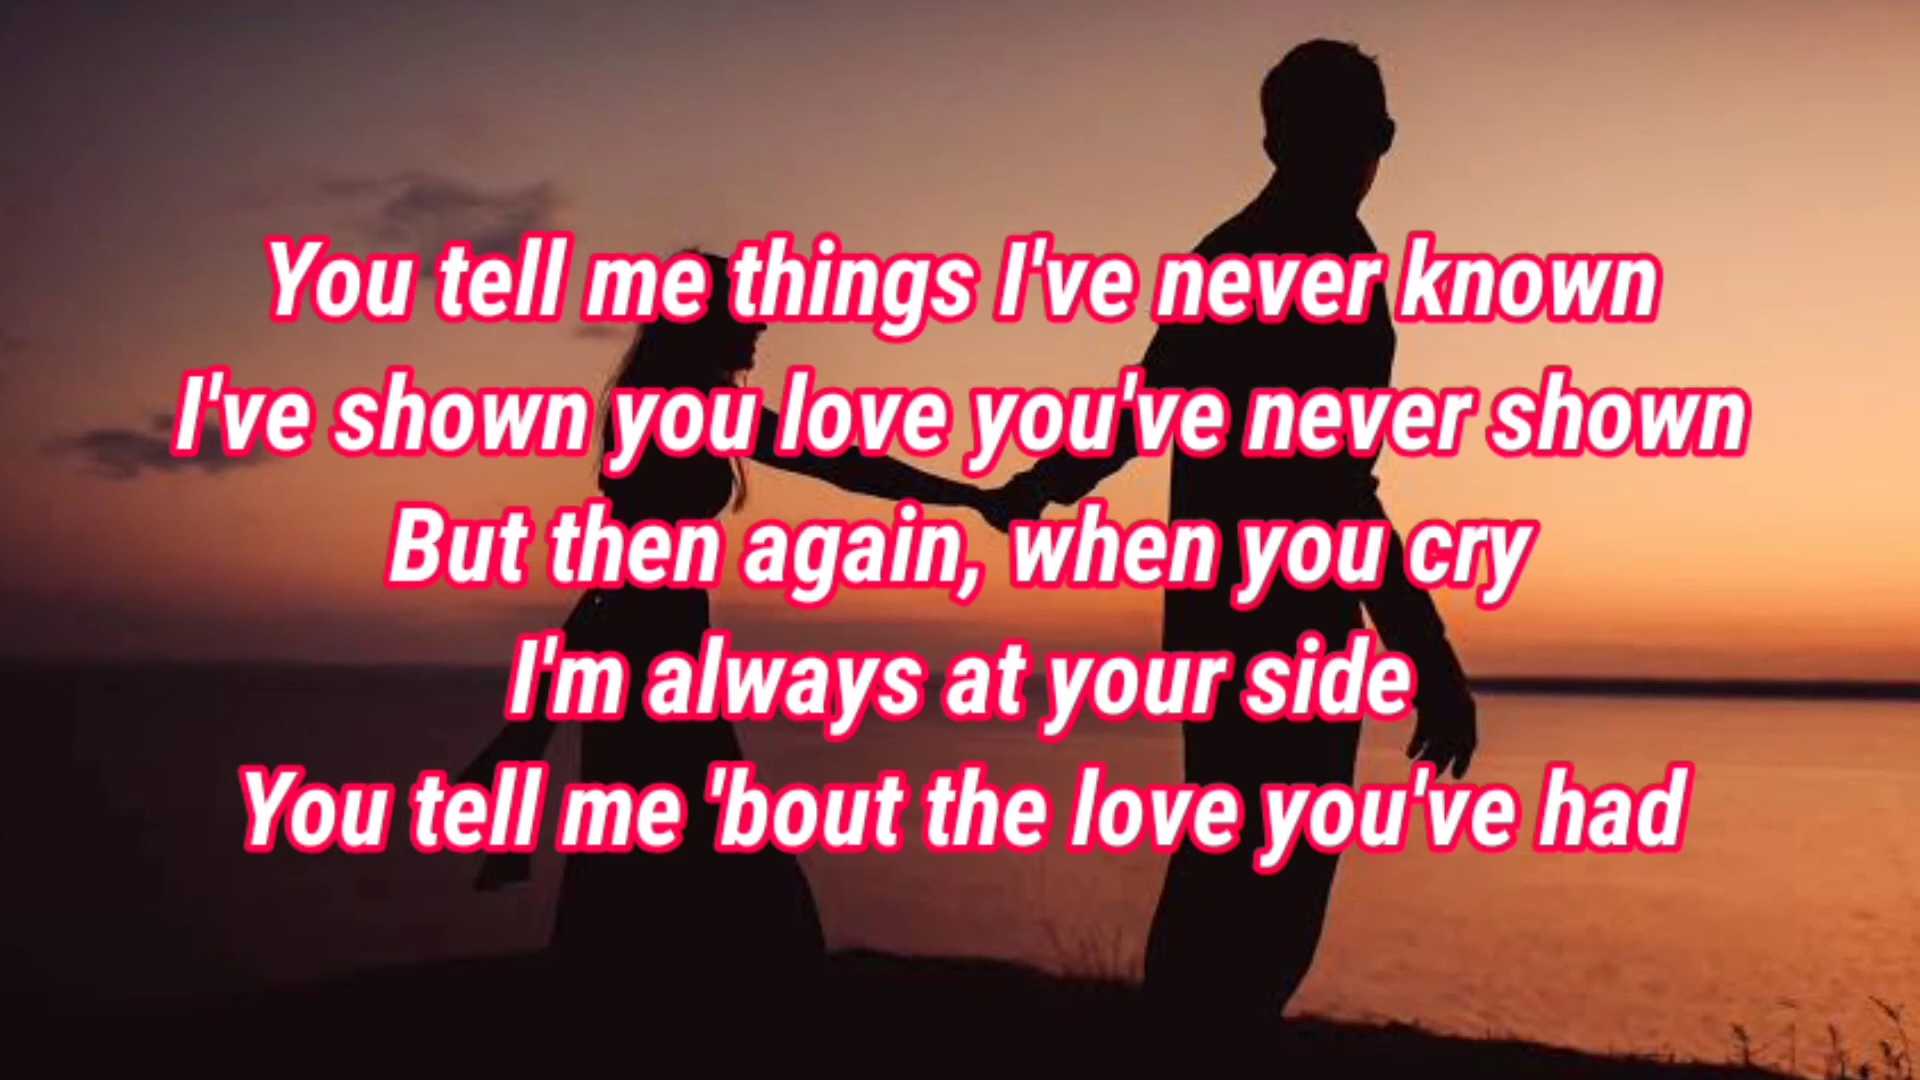 You tell me things I've never known
I've shown you love you've never shown
But then again, when you cry
I'm always at your side
You tell me 'bout the love you've had